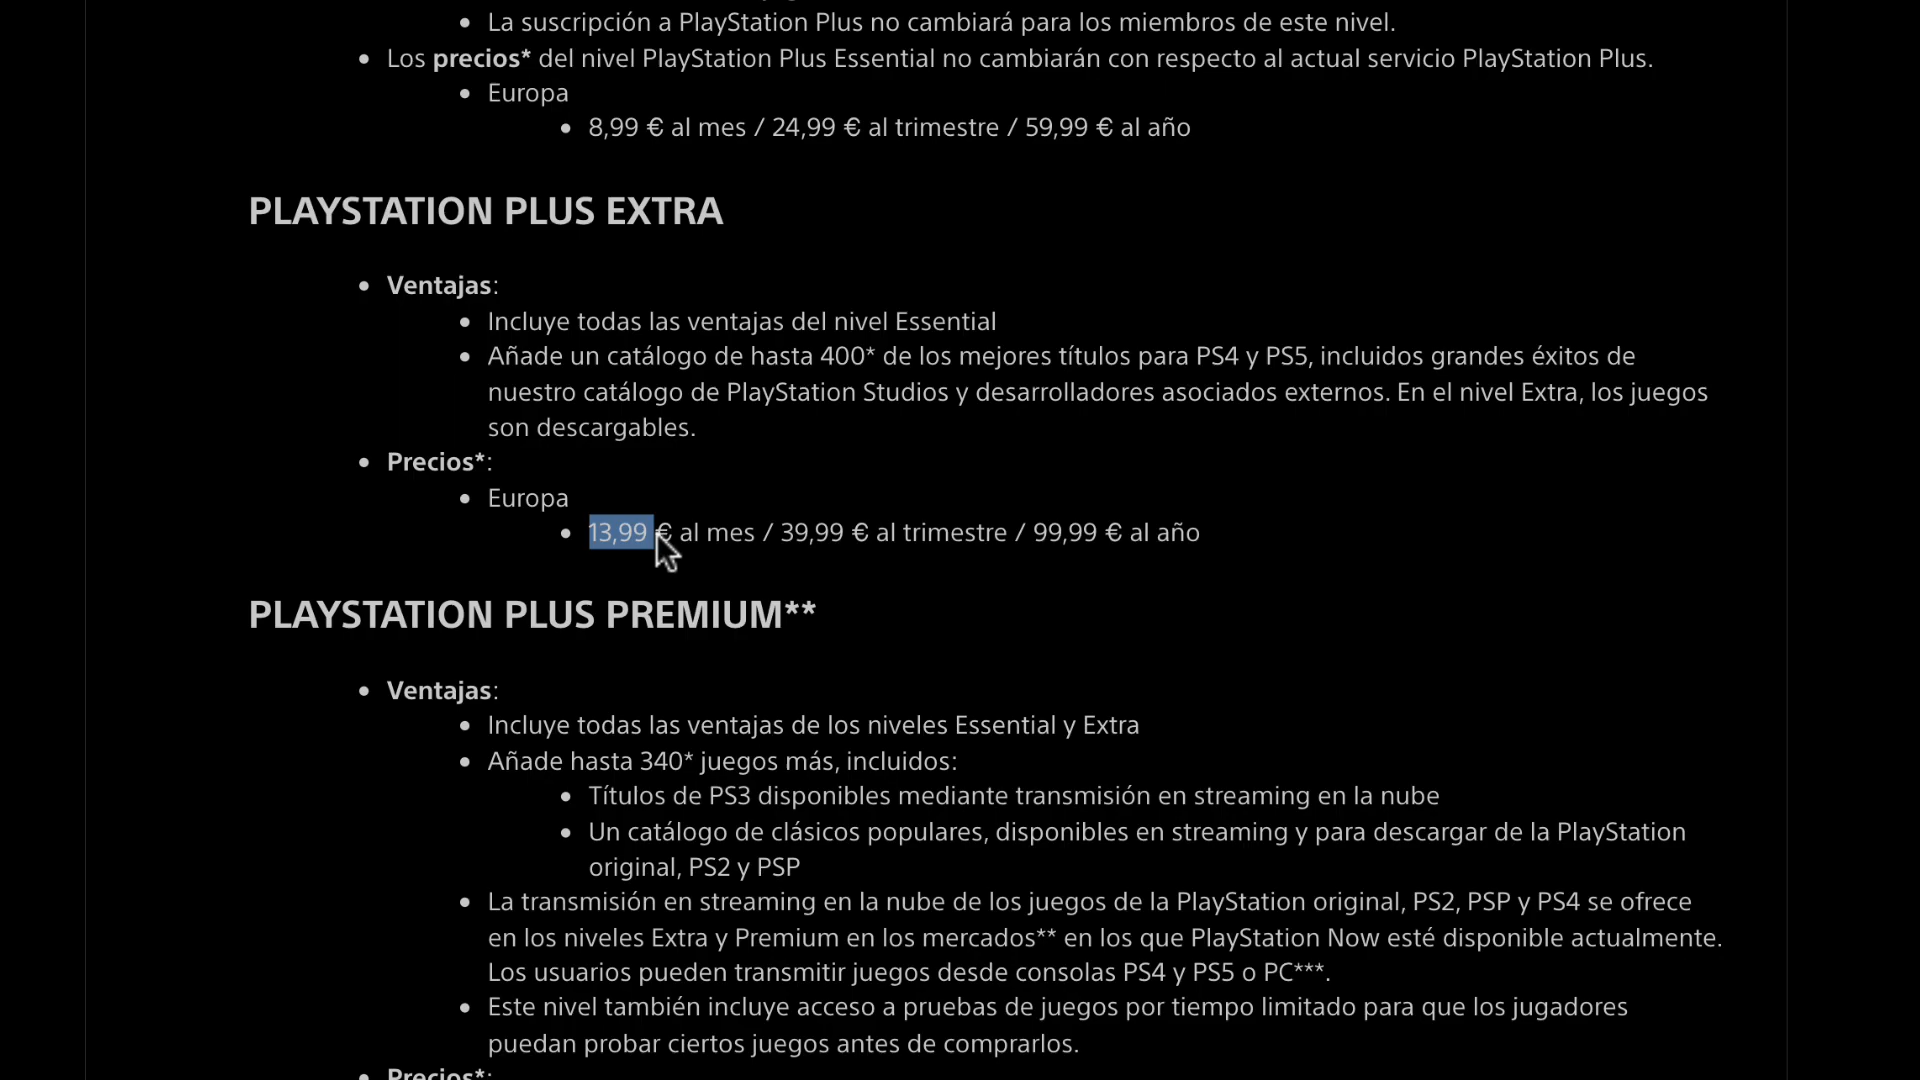 La suscripción a PlayStation Plus no cambiará para los miembros de este nivel.
Los precios* del nivel PlayStation Plus Essential no cambiarán con respecto al actual servicio PlayStation Plus.
Europa
8,99 € al mes / 24,99 € al trimestre / 59,99 € al año
PLAYSTATION PLUS EXTRA
Ventajas:
Incluye todas las ventajas del nivel Essential
Añade un catálogo de hasta 400* de los mejores títulos para PS4 y PS5, incluidos grandes éxitos de
nuestro catálogo de PlayStation Studios y desarrolladores asociados externos. En el nivel Extra, los juegos
son descargables.
Precios*:
Europa
13,99 € al mes / 39,99 € al trimestre / 99,99 € al año
PLAYSTATION PLUS PREMIUM**
Ventajas:
Incluye todas las ventajas de los niveles Essential y Extra
Añade hasta 340* juegos más, incluidos:
Títulos de PS3 disponibles mediante transmisión en streaming en la nube
Un catálogo de clásicos populares, disponibles en streaming y para descargar de la PlayStation
original, PS2 y PSP
La transmisión en streaming en la nube de los juegos de la PlayStation original, PS2, PSP y PS4 se ofrece
en los niveles Extra y Premium en los mercados** en los que PlayStation Now esté disponible actualmente.
Los usuarios pueden transmitir juegos desde consolas PS4 y PS5 o PC***.
Este nivel también incluye acceso a pruebas de juegos por tiempo limitado para que los jugadores
puedan probar ciertos juegos antes de comprarlos.
Precios*: